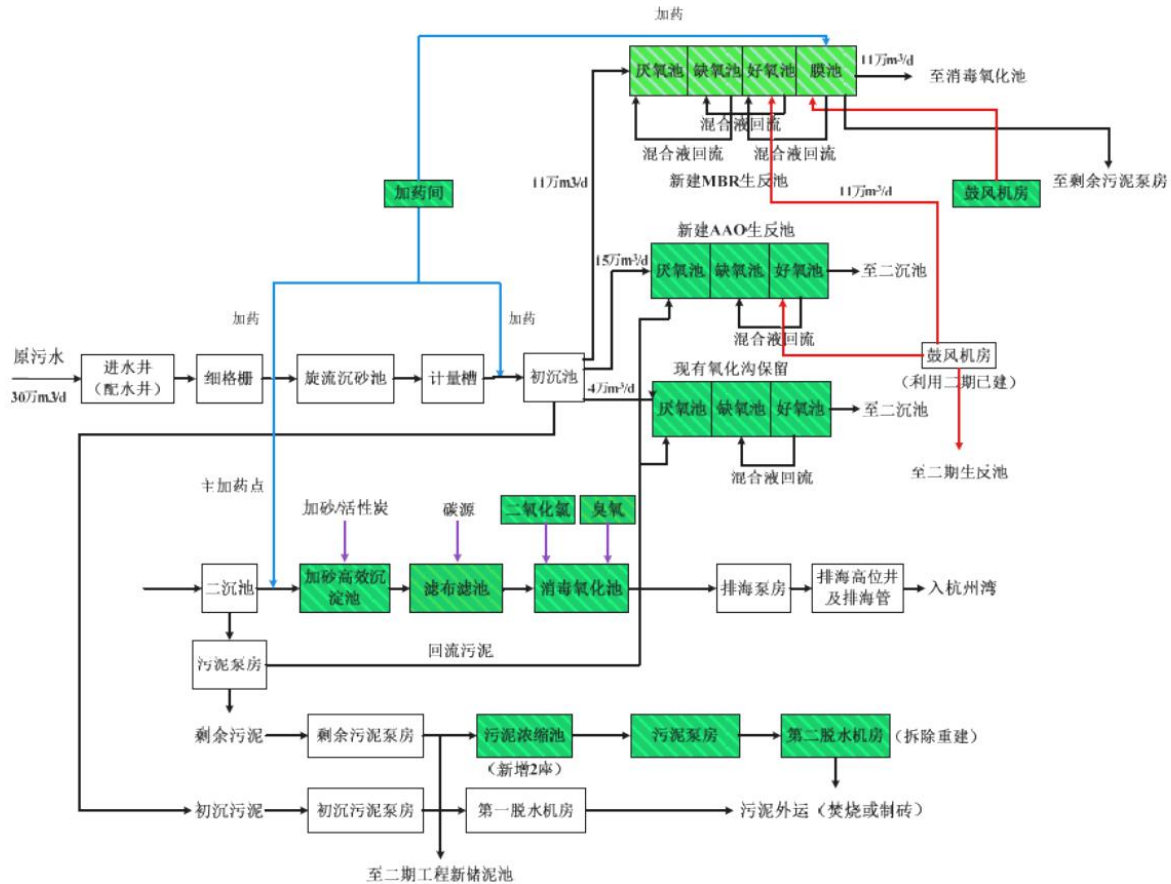 加药
11万m³/d
厌氧池
缺氧池
好氧池
膜池
至消毒氧化池
混合液回流
混合液回流
混合液回流
新建MBR生反池
11万m3/d
加药间
11万m³/d
鼓风机房
至剩余污泥泵房
新建AAO生反池
15万m³/d
厌氧池
缺氧池
好氧池
至二沉池
混合液回流
加药
加药
原污水
30万m3/d
进水井
(配水井)
细格栅
旋流沉砂池
计量槽
初沉池
鼓风机房
(利用二期已建)
现有氧化沟保留
4万m³/d
厌氧池
缺氧池
好氧池
至二沉池
混合液回流
至二期生反池
主加药点
加砂/活性炭
碳源
二氧化氯
臭氧
二沉池
加砂高效沉
淀池
滤布滤池
消毒氧化池
排海泵房
排海高位井
及排海管
入杭州湾
污泥泵房
回流污泥
剩余污泥
剩余污泥泵房
污泥浓缩池
(新增2座)
污泥泵房
第二脱水机房
(拆除重建)
初沉污泥
初沉污泥泵房
第一脱水机房
污泥外运(焚烧或制砖)
至二期工程新储泥池